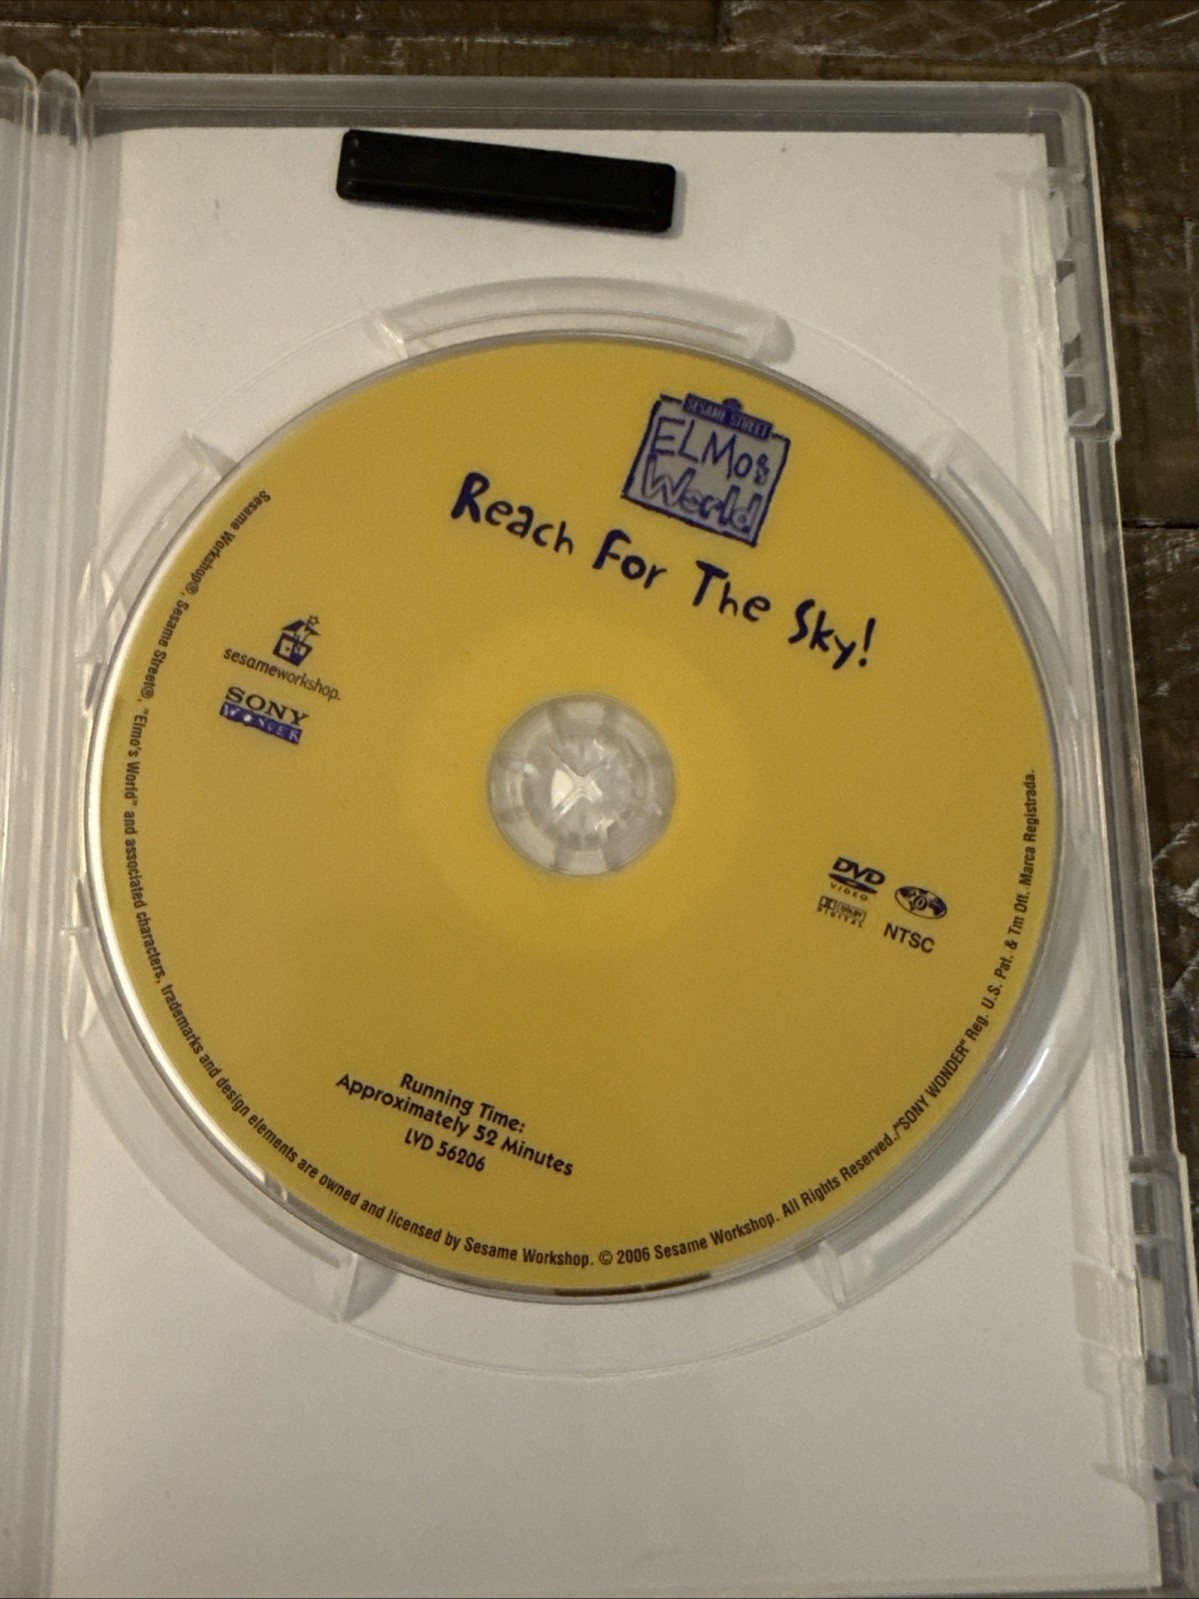 SESAME STREET
ELMO's
World
Reach For The Sky!
sesameworkshop.
SONY
WONDER
DVD
VIDEO
DOLBY
DIGITAL
NTSC
Running Time:
Approximately 52 Minutes
LVD 56206
Sesame Workshop®, Sesame Street®, "Elmo's World" and associated characters, trademarks and design elements are owned and licensed by Sesame Workshop. © 2006 Sesame Workshop. All Rights Reserved./"SONY WONDER" Reg. U.S. Pat. & Tm Off. Marca Registrada.